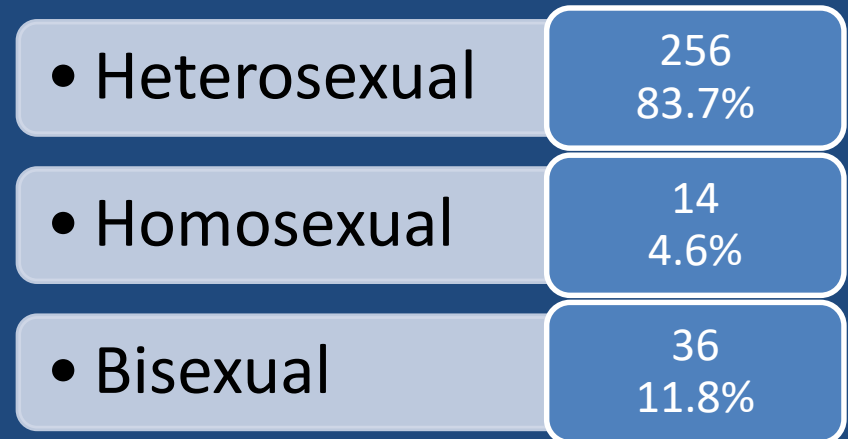 • Heterosexual
256
83.7%
• Homosexual
14
4.6%
• Bisexual
36
11.8%